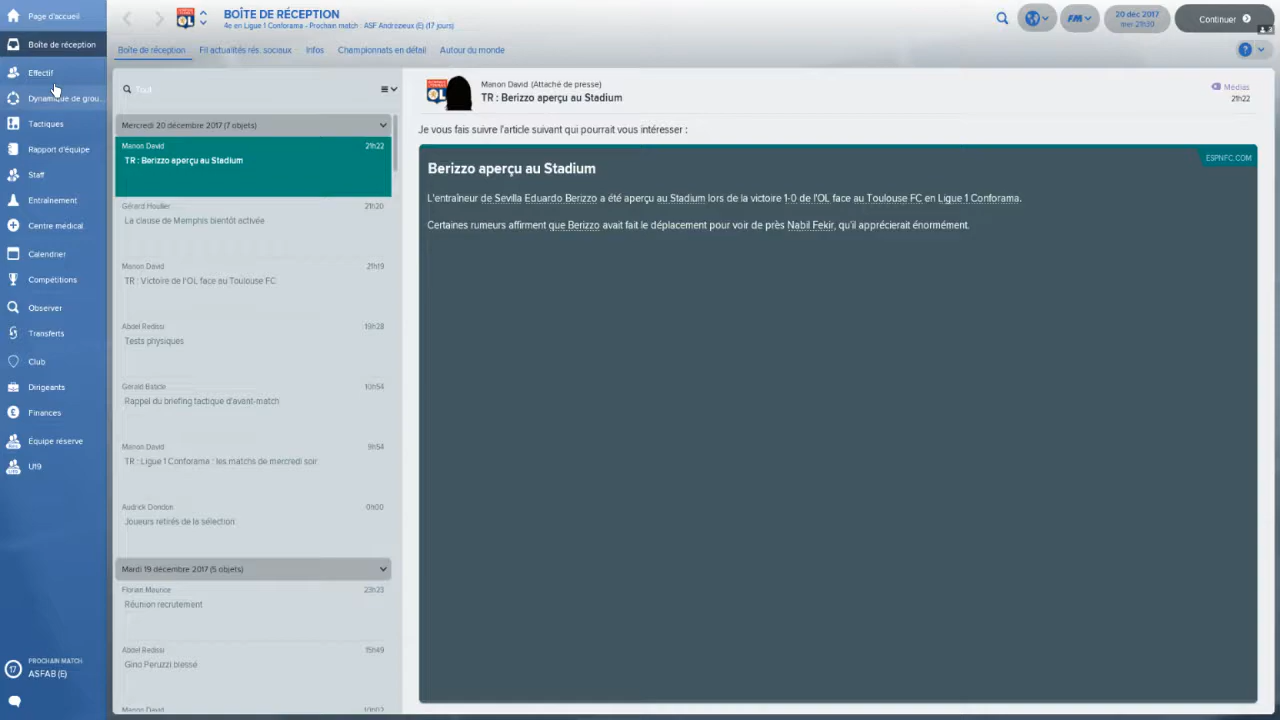 Page d'accueil
Boîte de réception
Effectif
Dynamique de grou...
Tactiques
Rapport d'équipe
Staff
Entraînement
Centre médical
Calendrier
Compétitions
Observer
Transferts
Club
Dirigeants
Finances
Équipe réserve
U19
17
PROCHAIN MATCH
ASFAB (E)
BOÎTE DE RÉCEPTION
4e en Ligue 1 Conforama - Prochain match : ASF Andrézieux (E) (17 jours)
FM
20 déc 2017
mer 21h30
Continuer
Boîte de réception
Fil actualités rés. sociaux
Infos
Championnats en détail
Autour du monde
Tout
Mercredi 20 décembre 2017 (7 objets)
Manon David 21h22
TR : Berizzo aperçu au Stadium
Gérard Houllier 21h20
La clause de Memphis bientôt activée
Manon David 21h19
TR : Victoire de l'OL face au Toulouse FC
Abdel Redissi 19h28
Tests physiques
Gérald Baticle 10h54
Rappel du briefing tactique d'avant-match
Manon David 9h54
TR : Ligue 1 Conforama : les matchs de mercredi soir
Audrick Dondon 0h00
Joueurs retirés de la sélection
Mardi 19 décembre 2017 (5 objets)
Florian Maurice 23h23
Réunion recrutement
Abdel Redissi 15h49
Gino Peruzzi blessé
Manon David 10h02
Manon David (Attaché de presse)
TR : Berizzo aperçu au Stadium
Médias
21h22
Je vous fais suivre l'article suivant qui pourrait vous intéresser :
ESPNFC.COM
Berizzo aperçu au Stadium
L'entraîneur de Sevilla Eduardo Berizzo a été aperçu au Stadium lors de la victoire 1-0 de l'OL face au Toulouse FC en Ligue 1 Conforama.
Certaines rumeurs affirment que Berizzo avait fait le déplacement pour voir de près Nabil Fekir, qu'il apprécierait énormément.